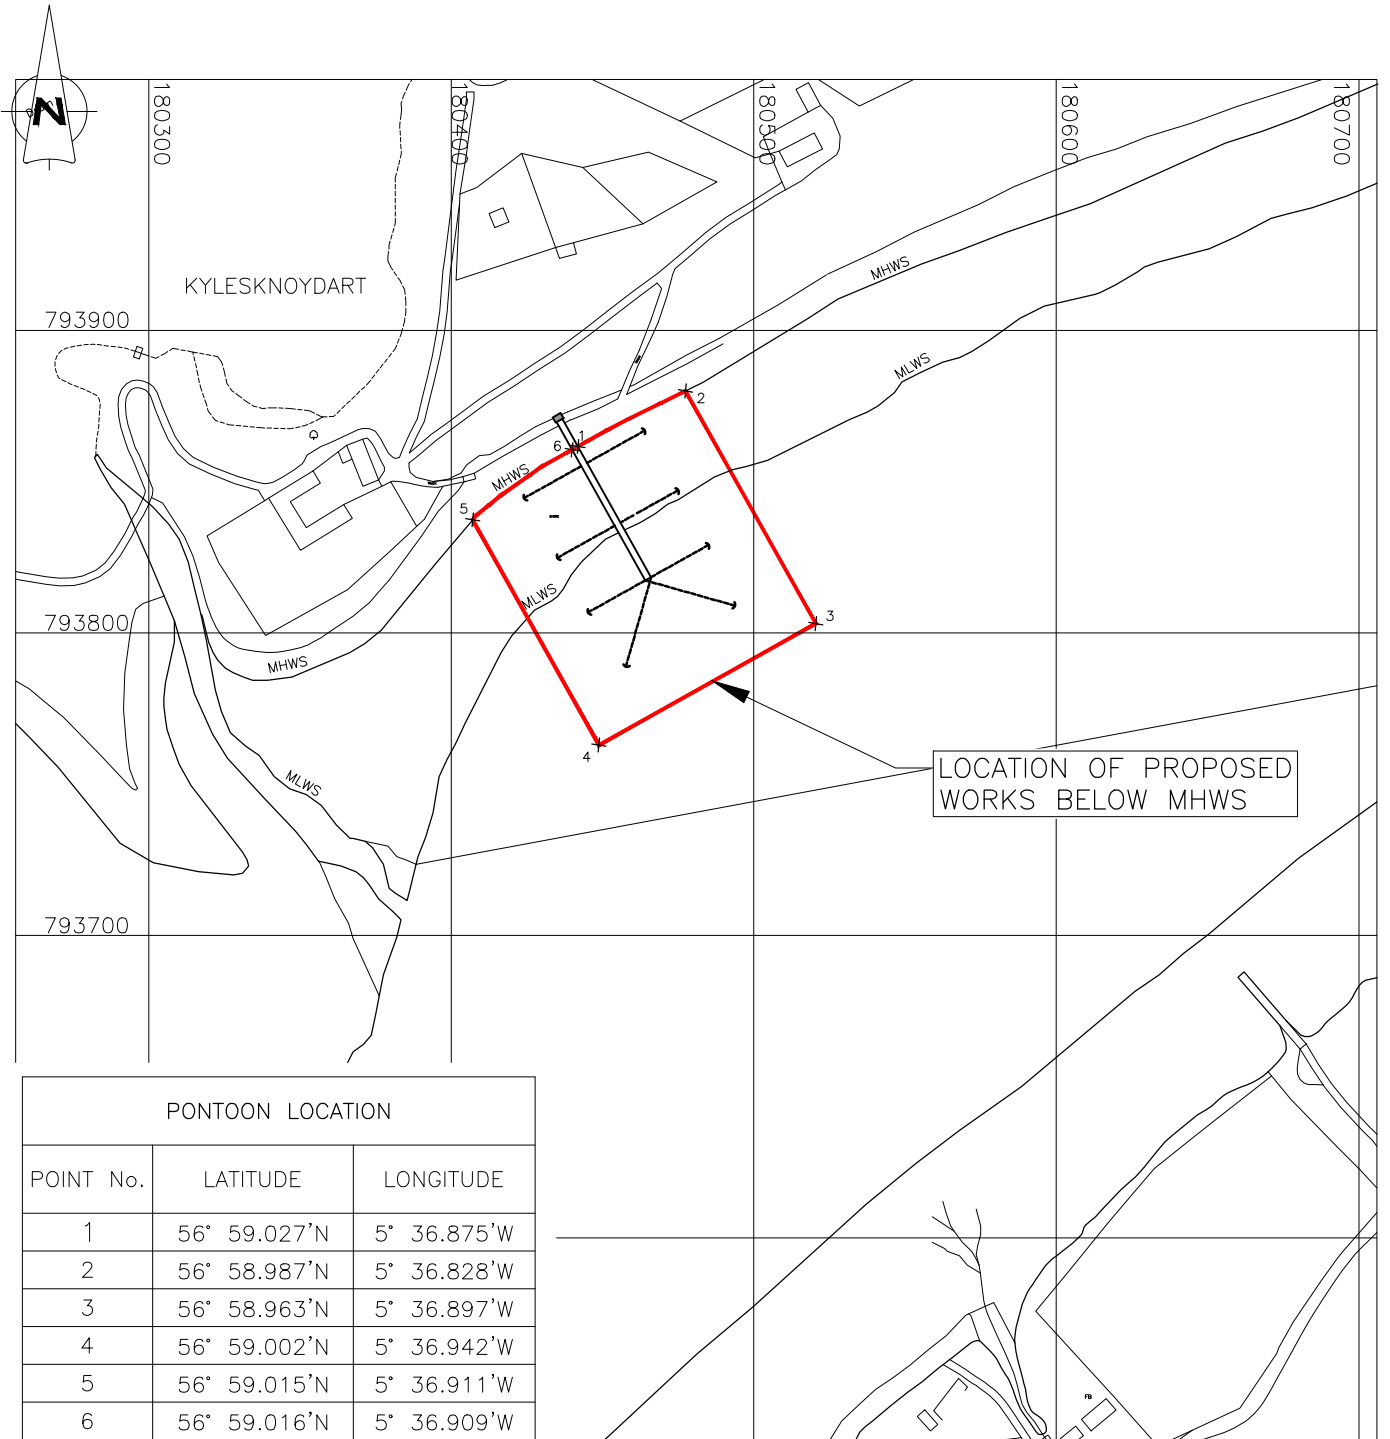 N
180300
180400
180500
180600
180700
KYLESKNOYDART
793900
MHWS
MLWS
2
1
6
MHWS
5
MLWS
3
793800
MHWS
4
MLWS
LOCATION OF PROPOSED
WORKS BELOW MHWS
793700
PONTOON LOCATION
POINT No. LATITUDE LONGITUDE
1 56° 59.027'N 5° 36.875'W
2 56° 58.987'N 5° 36.828'W
3 56° 58.963'N 5° 36.897'W
4 56° 59.002'N 5° 36.942'W
5 56° 59.015'N 5° 36.911'W
6 56° 59.016'N 5° 36.909'W
FB